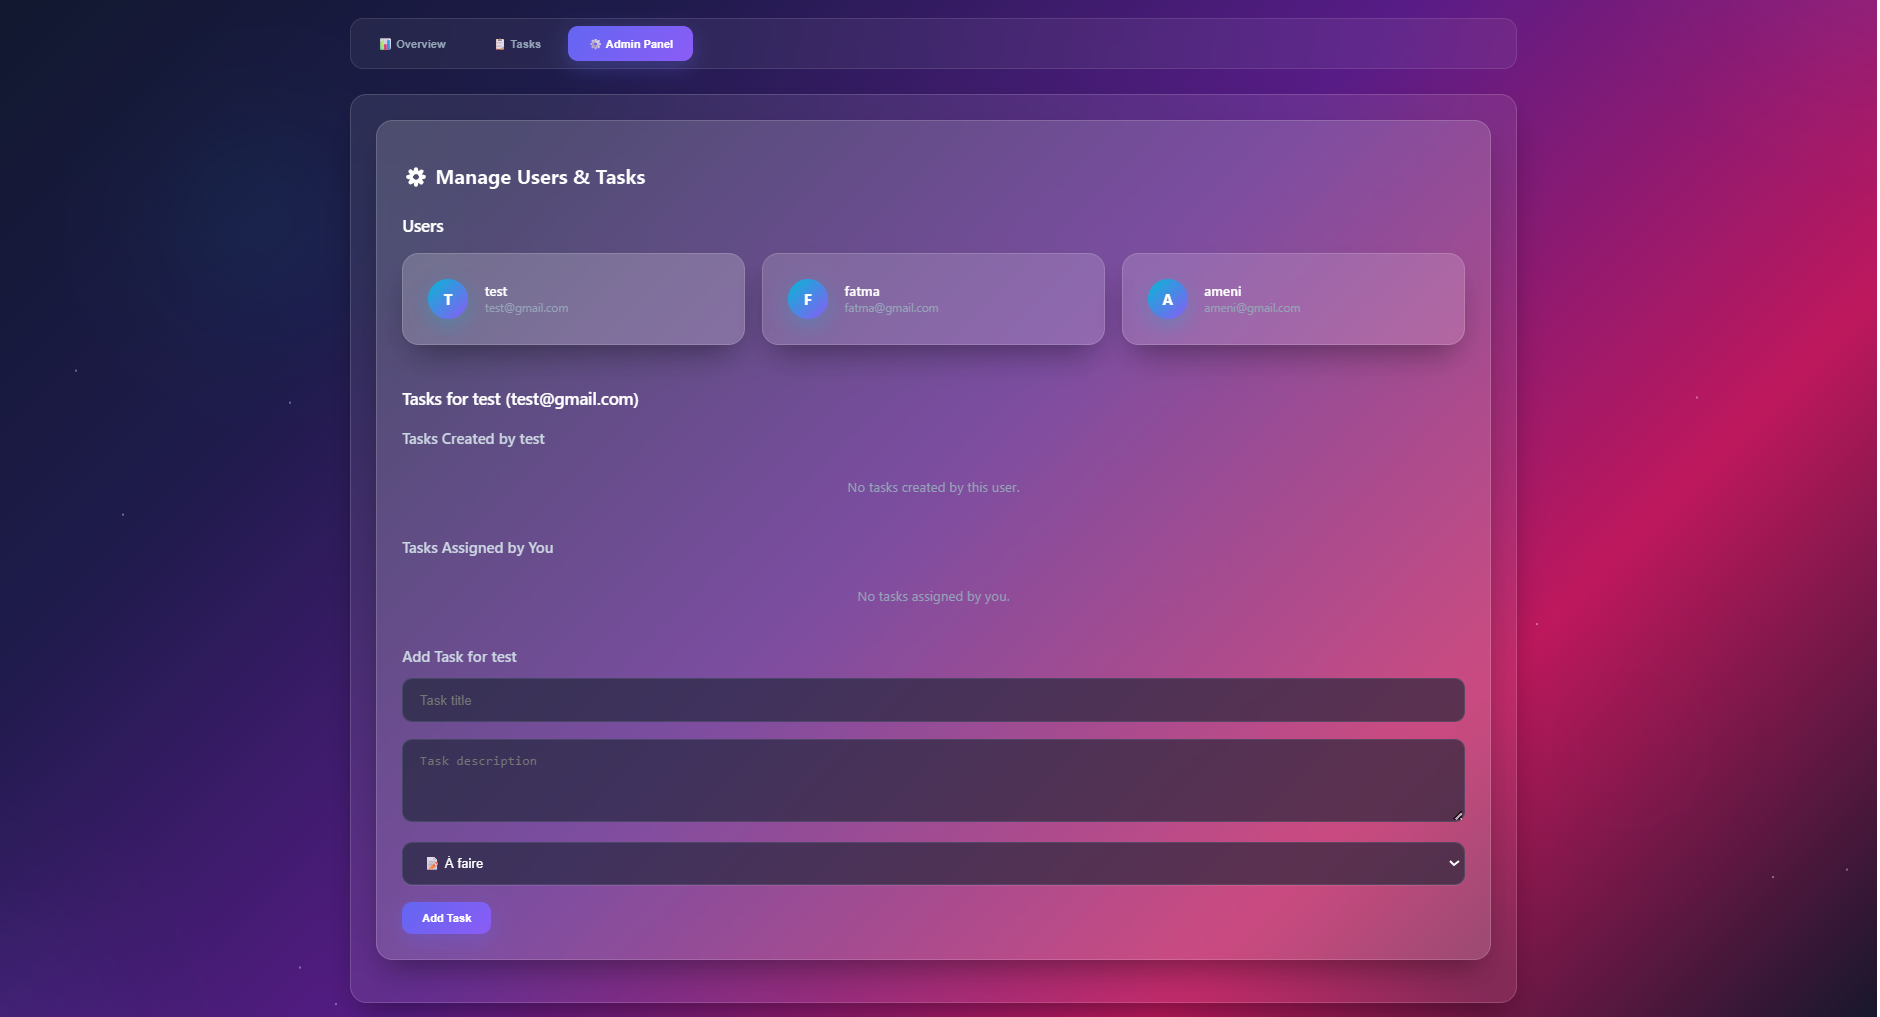 Overview
Tasks
Admin Panel
Manage Users & Tasks
Users
T
test
test@gmail.com
F
fatma
fatma@gmail.com
A
ameni
ameni@gmail.com
Tasks for test (test@gmail.com)
Tasks Created by test
No tasks created by this user.
Tasks Assigned by You
No tasks assigned by you.
Add Task for test
Task title
Task description
À faire
Add Task